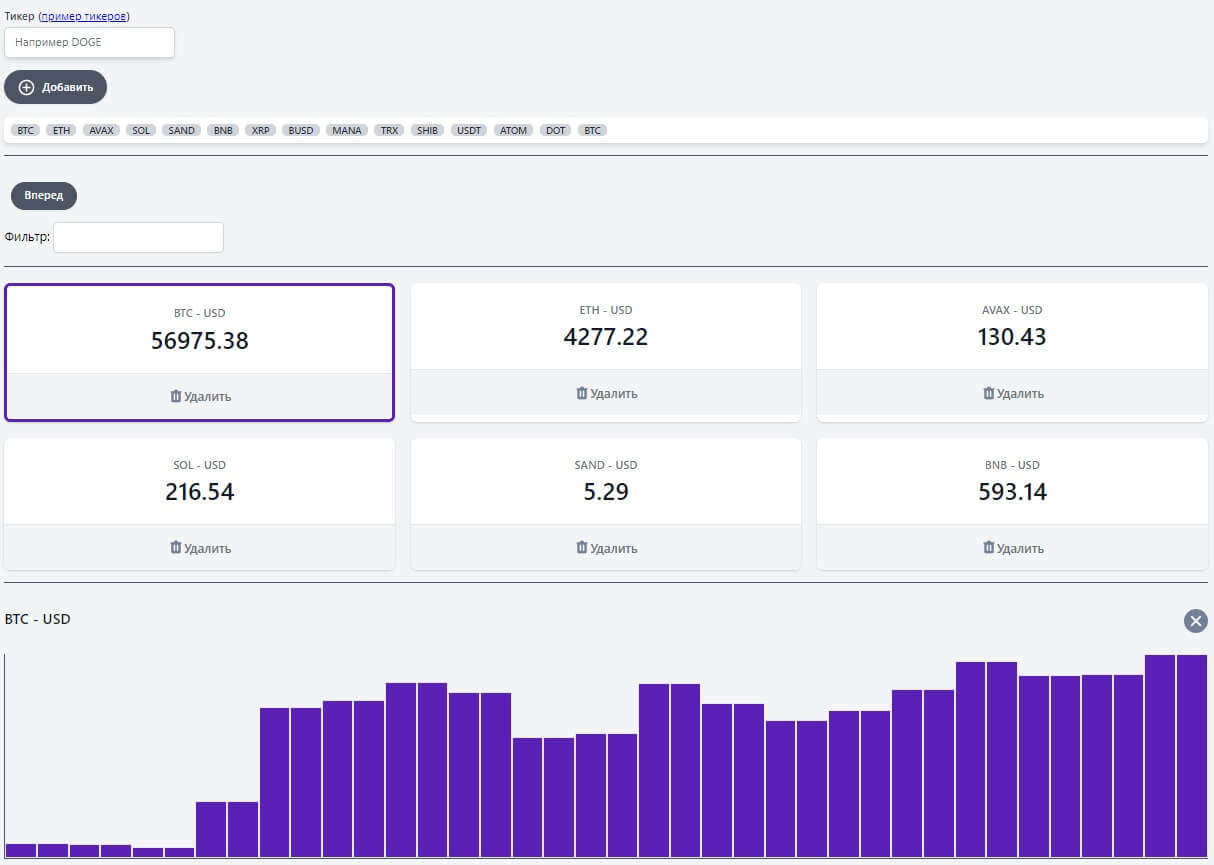 Тикер (пример тикеров)
Например DOGE
Добавить
BTC ETH AVAX SOL SAND BNB XRP BUSD MANA TRX SHIB USDT ATOM DOT BTC
Вперед
Фильтр:
BTC - USD ETH - USD AVAX - USD
56975.38 4277.22 130.43
Удалить Удалить Удалить
SOL - USD SAND - USD BNB - USD
216.54 5.29 593.14
Удалить Удалить Удалить
BTC - USD